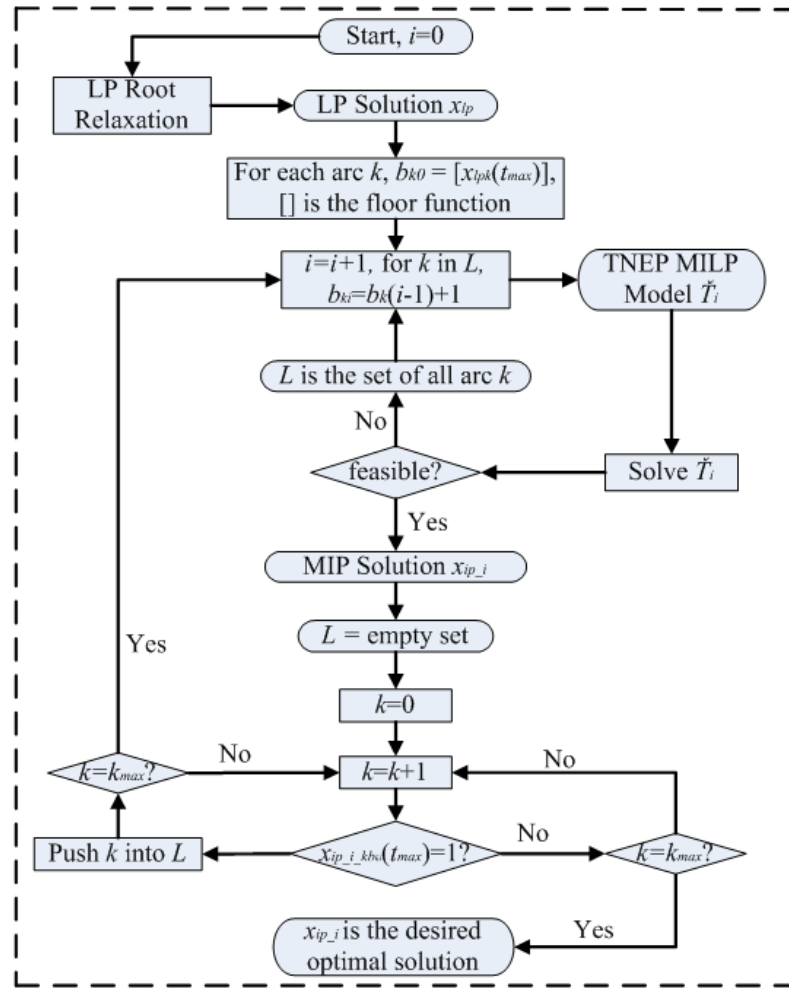 Start, i=0
LP Root
Relaxation
LP Solution xlp
For each arc k, bk0 = [xlpk(tmax)],
[] is the floor function
i=i+1, for k in L,
bki=bk(i-1)+1
TNEP MILP
Model Ťi
L is the set of all arc k
No
feasible?
Solve Ťi
Yes
MIP Solution xip_i
L = empty set
Yes
k=0
k=kmax?
No
k=k+1
No
Push k into L
xip_i_kbki(tmax)=1?
No
k=kmax?
xip_i is the desired
optimal solution
Yes